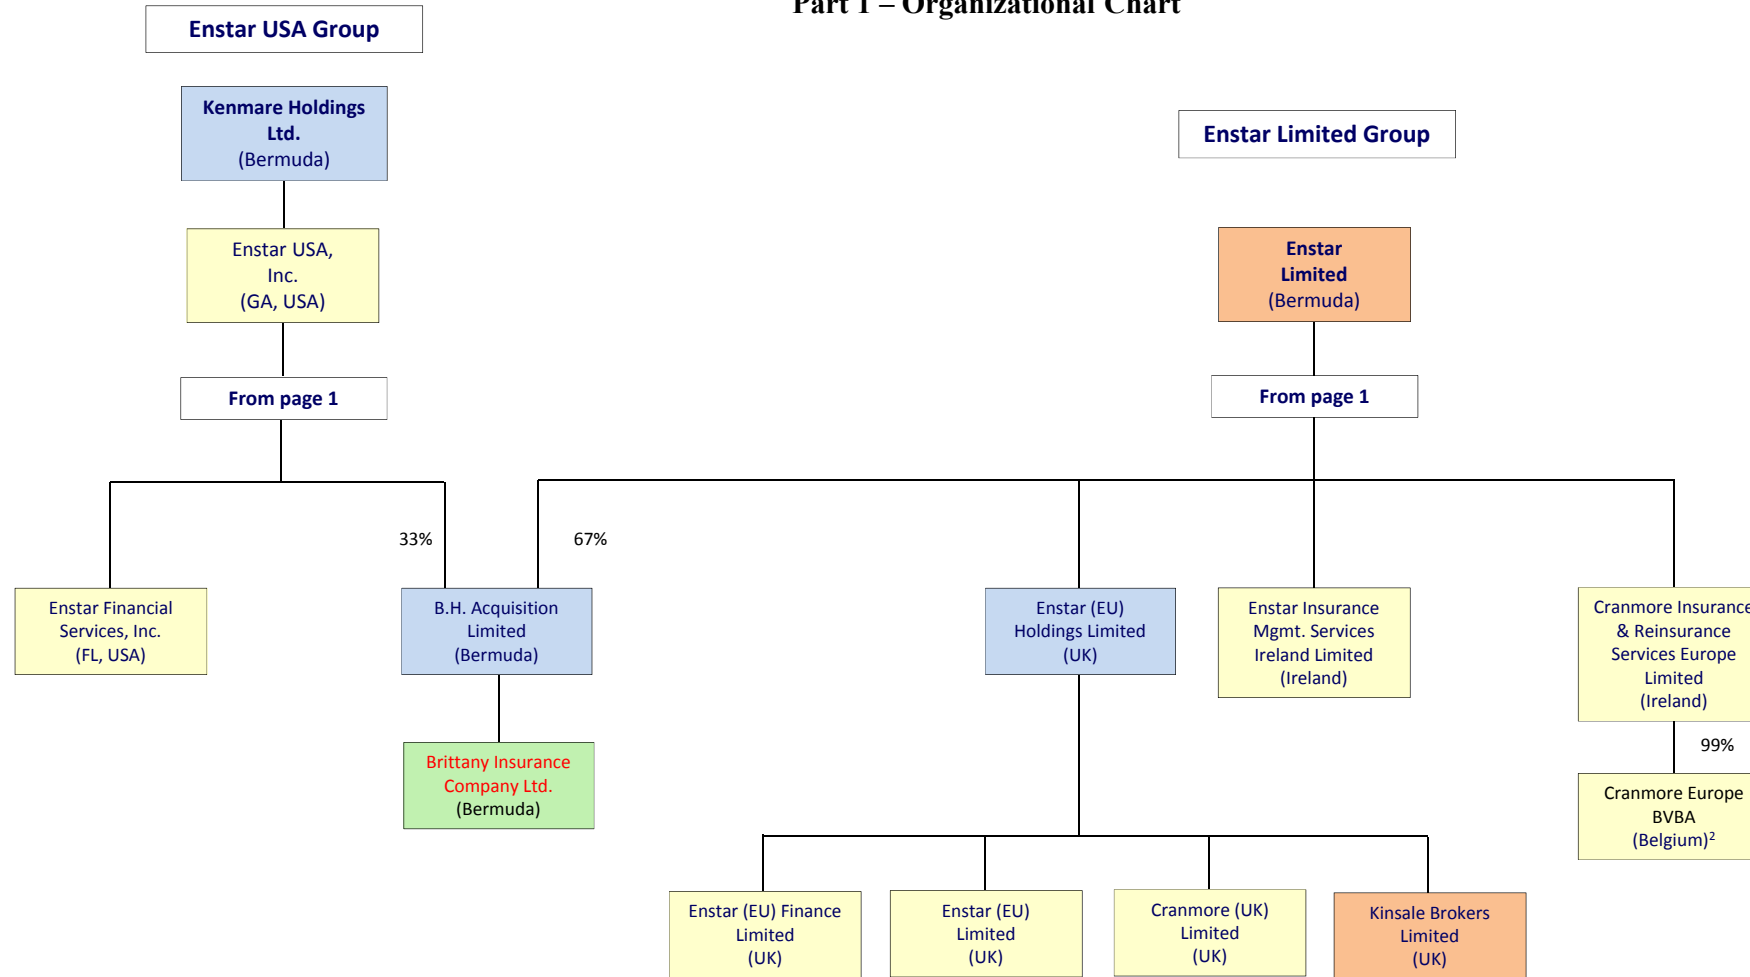 Part 1 – Organizational Chart
Enstar USA Group
Kenmare Holdings
Ltd.
(Bermuda)
Enstar Limited Group
Enstar USA,
Inc.
(GA, USA)
Enstar
Limited
(Bermuda)
From page 1
From page 1
33%
67%
Enstar Financial
Services, Inc.
(FL, USA)
B.H. Acquisition
Limited
(Bermuda)
Enstar (EU)
Holdings Limited
(UK)
Enstar Insurance
Mgmt. Services
Ireland Limited
(Ireland)
Cranmore Insurance
& Reinsurance
Services Europe
Limited
(Ireland)
99%
Brittany Insurance
Company Ltd.
(Bermuda)
Cranmore Europe
BVBA
(Belgium)²
Enstar (EU) Finance
Limited
(UK)
Enstar (EU)
Limited
(UK)
Cranmore (UK)
Limited
(UK)
Kinsale Brokers
Limited
(UK)